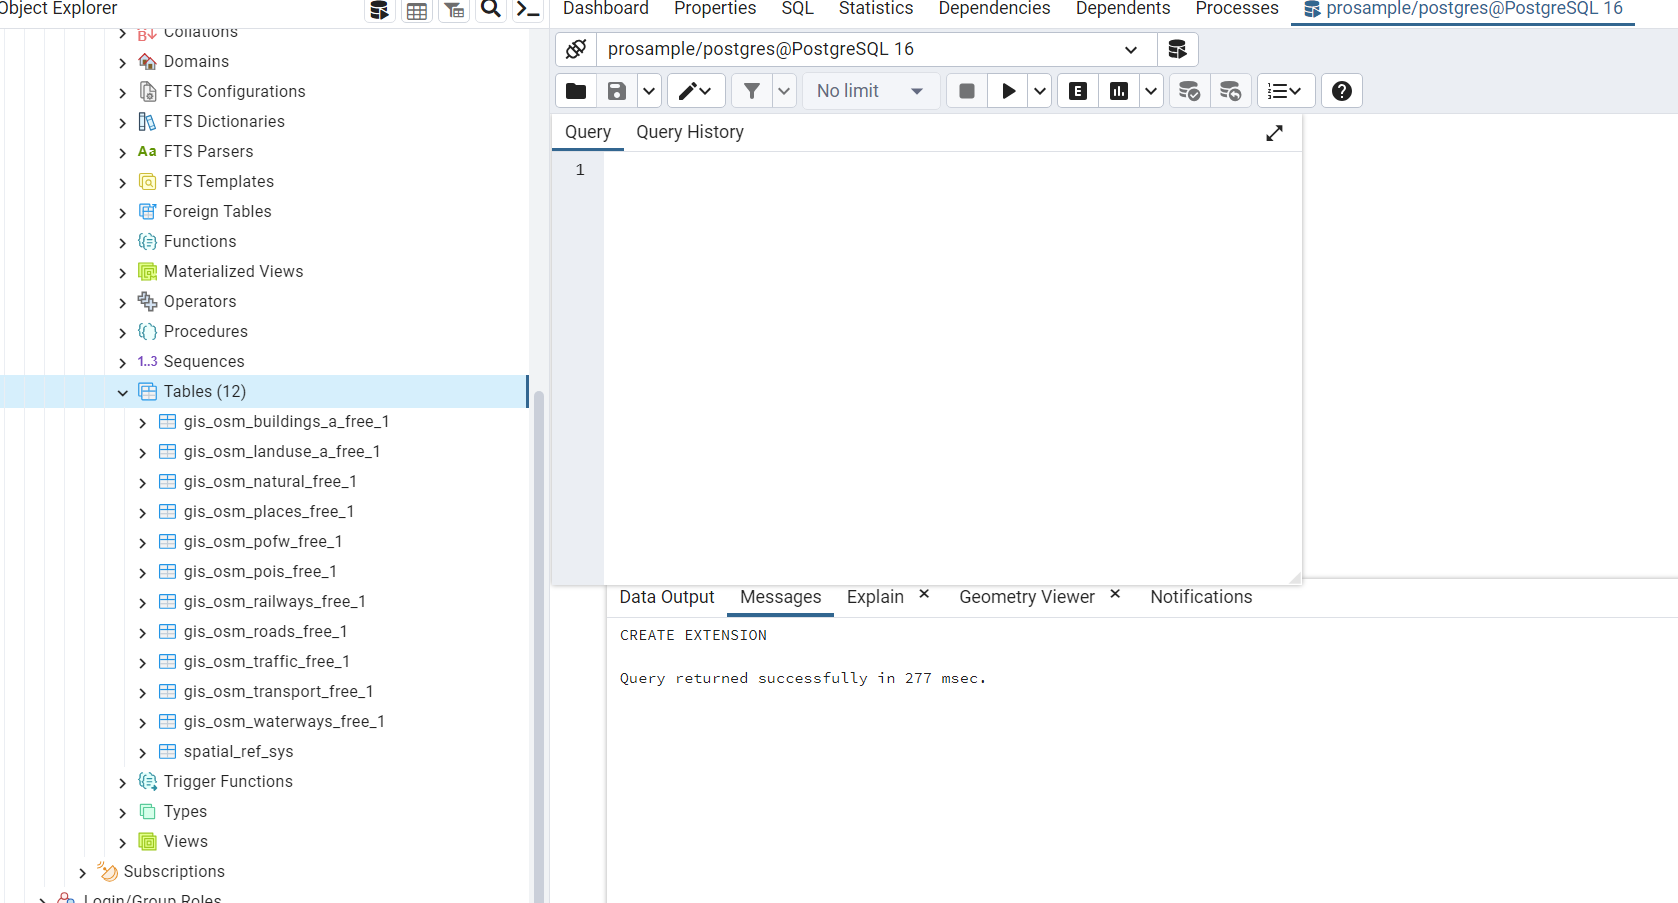 Object Explorer
Collations
Domains
FTS Configurations
FTS Dictionaries
Aa FTS Parsers
FTS Templates
Foreign Tables
Functions
Materialized Views
Operators
Procedures
1..3 Sequences
Tables (12)
gis_osm_buildings_a_free_1
gis_osm_landuse_a_free_1
gis_osm_natural_free_1
gis_osm_places_free_1
gis_osm_pofw_free_1
gis_osm_pois_free_1
gis_osm_railways_free_1
gis_osm_roads_free_1
gis_osm_traffic_free_1
gis_osm_transport_free_1
gis_osm_waterways_free_1
spatial_ref_sys
Trigger Functions
Types
Views
Subscriptions
Login/Group Roles
Dashboard Properties SQL Statistics Dependencies Dependents Processes prosample/postgres@PostgreSQL 16
prosample/postgres@PostgreSQL 16
No limit E
Query Query History
1
Data Output Messages Explain × Geometry Viewer × Notifications
CREATE EXTENSION
Query returned successfully in 277 msec.